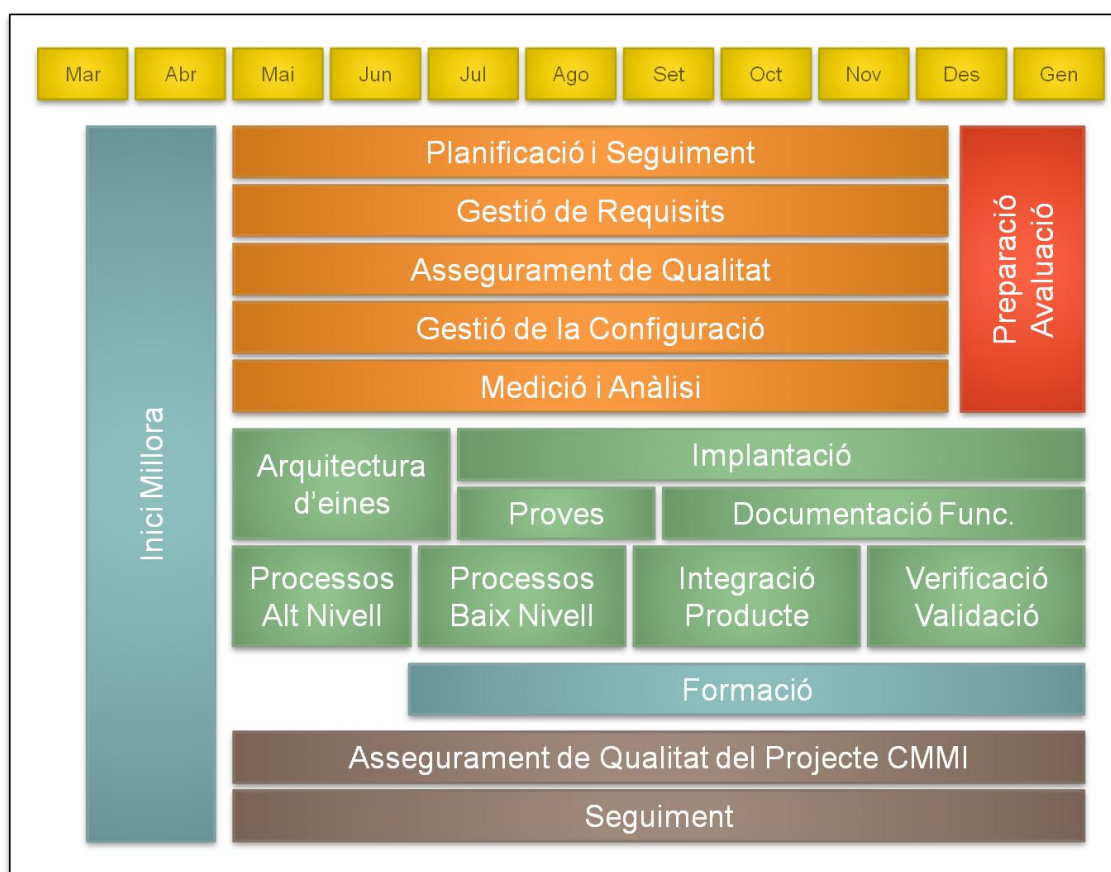 Mar Abr Mai Jun Jul Ago Set Oct Nov Des Gen
Inici Millora
Planificació i Seguiment
Gestió de Requisits
Assegurament de Qualitat
Gestió de la Configuració
Medició i Anàlisi
Preparació
Avaluació
Arquitectura
d'eines
Implantació
Proves
Documentació Func.
Processos
Alt Nivell
Processos
Baix Nivell
Integració
Producte
Verificació
Validació
Formació
Assegurament de Qualitat del Projecte CMMI
Seguiment